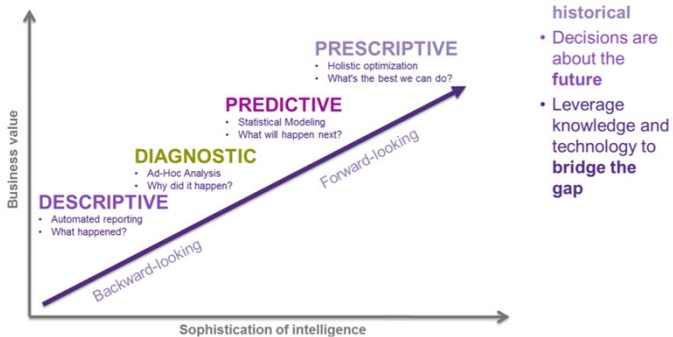 PRESCRIPTIVE
• Holistic optimization
• What's the best we can do?
PREDICTIVE
• Statistical Modeling
• What will happen next?
DIAGNOSTIC
• Ad-Hoc Analysis
• Why did it happen?
DESCRIPTIVE
• Automated reporting
• What happened?
Backward-looking
Forward-looking
Business value
Sophistication of intelligence
historical
• Decisions are
about the
future
• Leverage
knowledge and
technology to
bridge the
gap